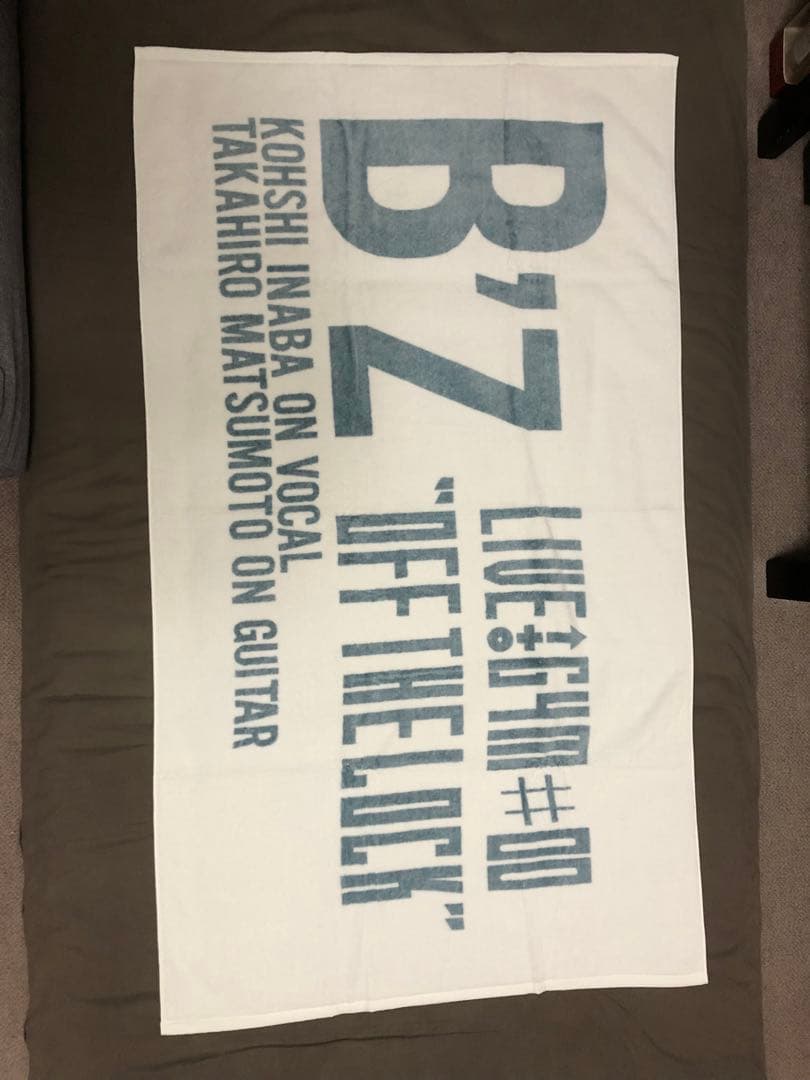 B'Z
LIVE GYM #00
"OFF THE LOCK"
KOHSHI INABA ON VOCAL
TAKAHIRO MATSUMOTO ON GUITAR